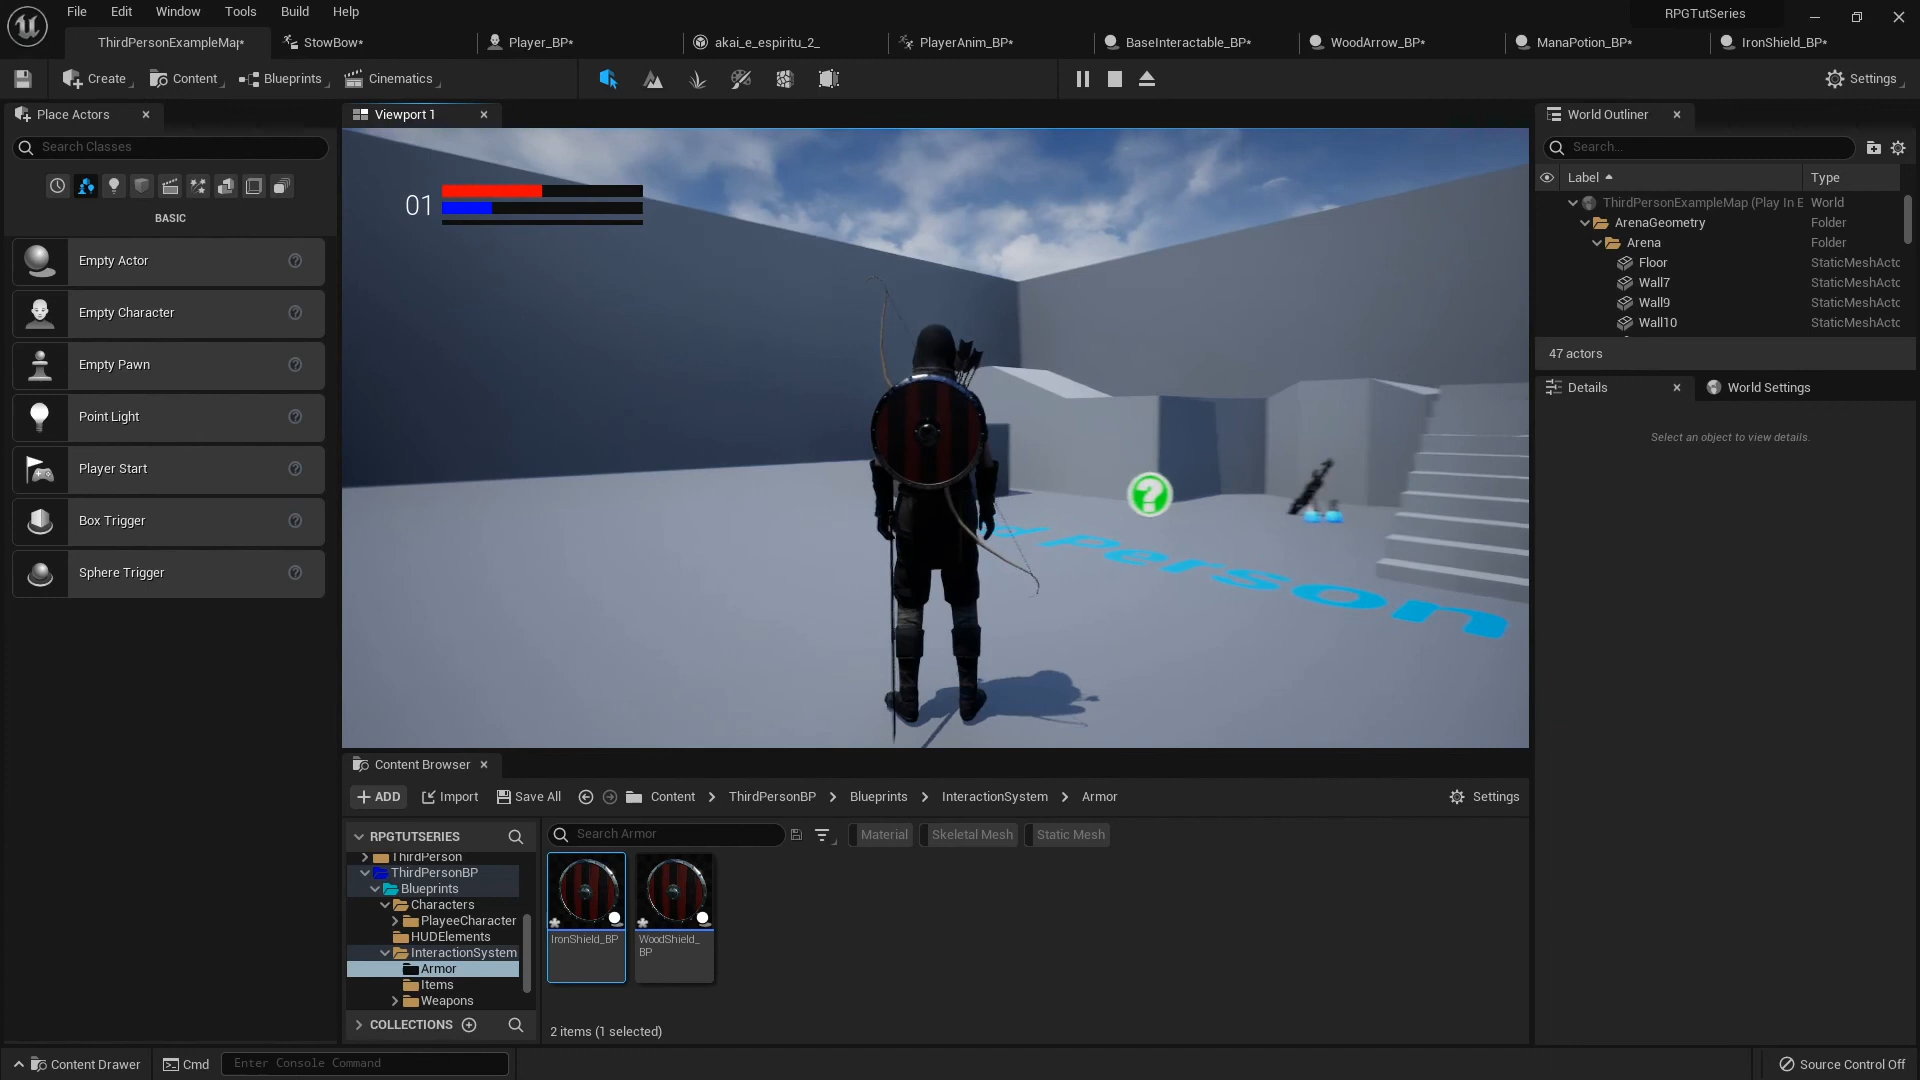 File Edit Window Tools Build Help
RPGTutSeries
ThirdPersonExampleMap*
StowBow*
Player_BP*
akai_e_espiritu_2_
PlayerAnim_BP*
BaseInteractable_BP*
WoodArrow_BP*
ManaPotion_BP*
IronShield_BP*
Create
Content
Blueprints
Cinematics
Settings
Place Actors
Search Classes
BASIC
Empty Actor
Empty Character
Empty Pawn
Point Light
Player Start
Box Trigger
Sphere Trigger
Viewport 1
01
?
person
World Outliner
Search...
Label Type
ThirdPersonExampleMap (Play In E World
ArenaGeometry Folder
Arena Folder
Floor StaticMeshActo
Wall7 StaticMeshActo
Wall9 StaticMeshActo
Wall10 StaticMeshActo
47 actors
Details
World Settings
Select an object to view details.
Content Browser
ADD Import Save All Content ThirdPersonBP Blueprints InteractionSystem Armor Settings
RPGTUTSERIES
ThirdPerson
ThirdPersonBP
Blueprints
Characters
PlayeeCharacter
HUDElements
InteractionSystem
Armor
Items
Weapons
COLLECTIONS
Search Armor
Material Skeletal Mesh Static Mesh
IronShield_BP
WoodShield_
BP
2 items (1 selected)
Content Drawer
Cmd
Enter Console Command
Source Control Off